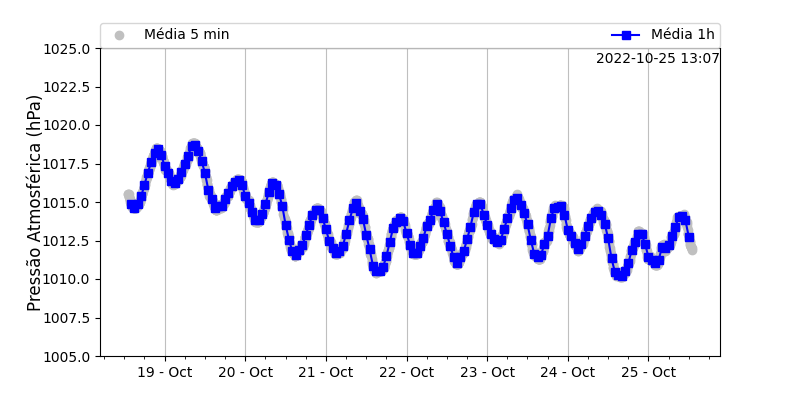 Média 5 min
Média 1h
2022-10-25 13:07
Pressão Atmosférica (hPa)
1025.0
1022.5
1020.0
1017.5
1015.0
1012.5
1010.0
1007.5
1005.0
19 - Oct
20 - Oct
21 - Oct
22 - Oct
23 - Oct
24 - Oct
25 - Oct